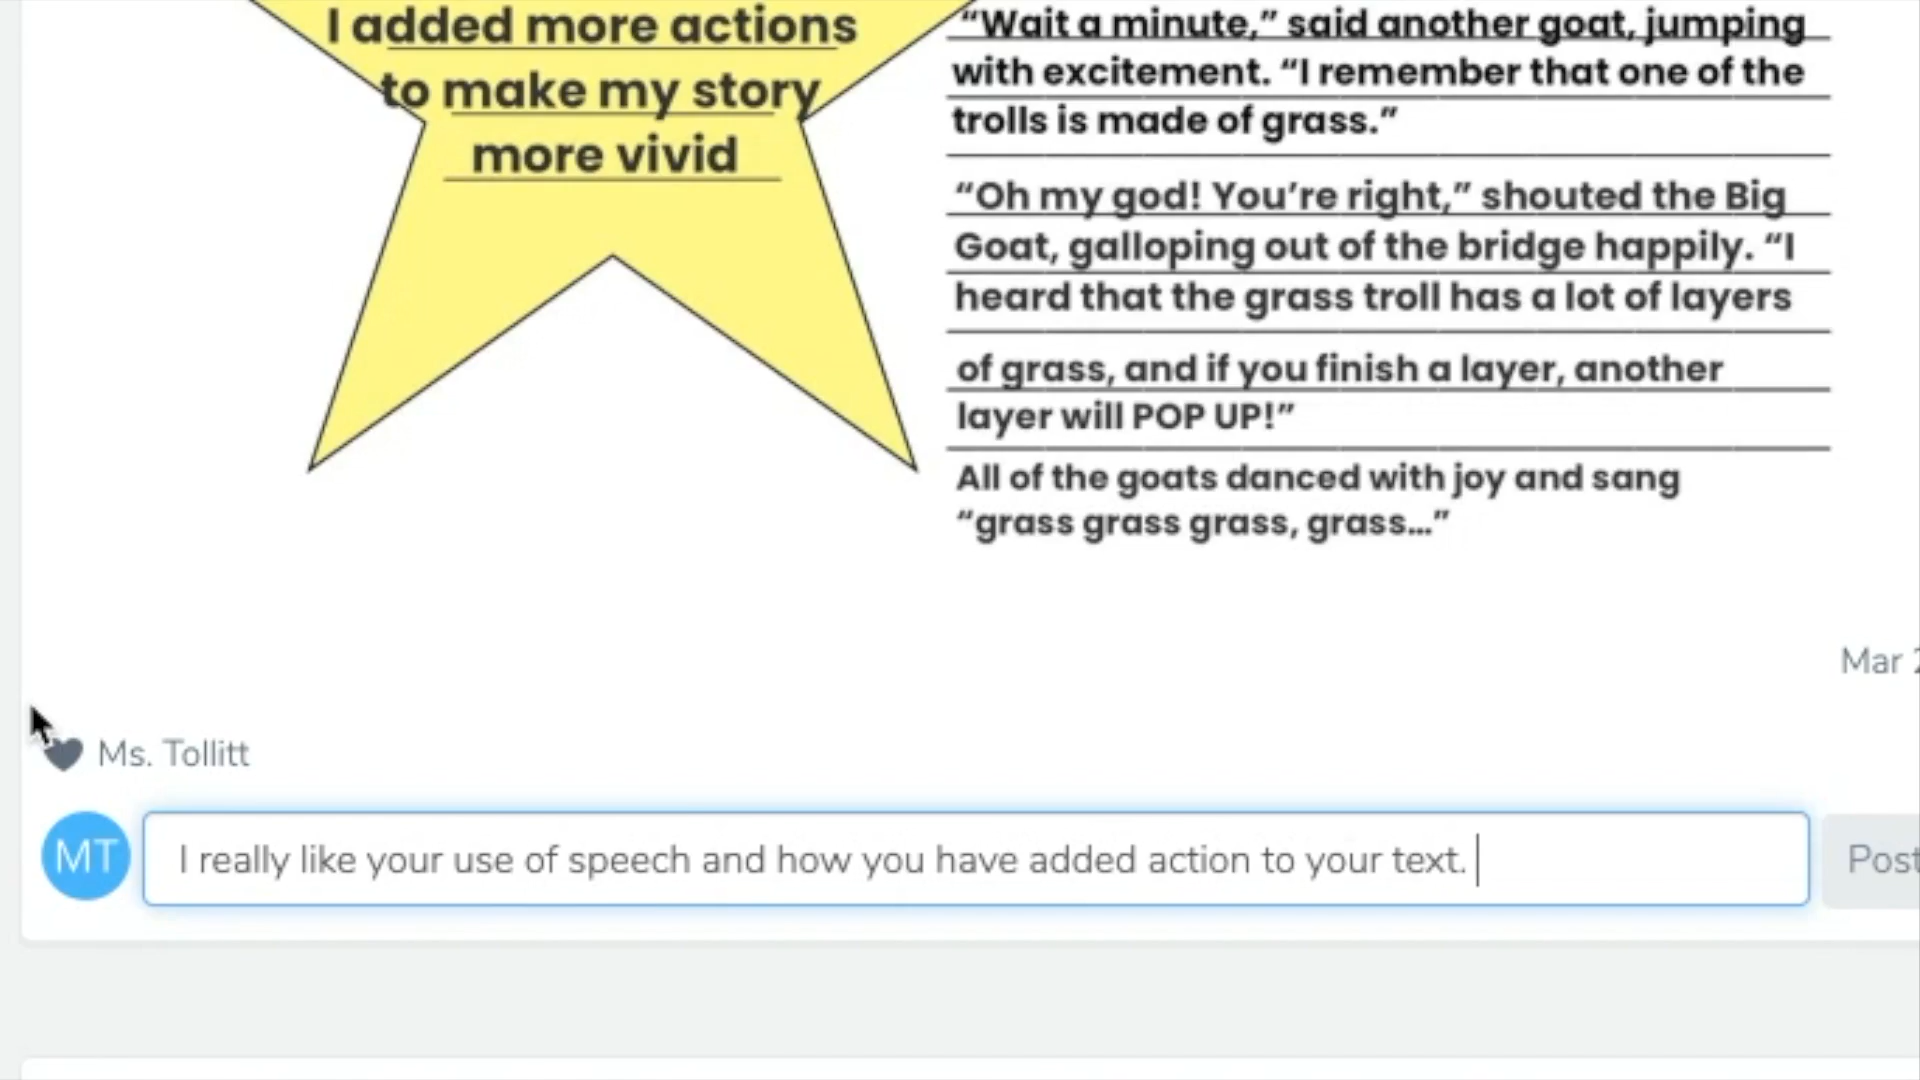 I added more actions
to make my story
more vivid
“Wait a minute,” said another goat, jumping
with excitement. “I remember that one of the
trolls is made of grass.”
“Oh my god! You’re right,” shouted the Big
Goat, galloping out of the bridge happily. “I
heard that the grass troll has a lot of layers
of grass, and if you finish a layer, another
layer will POP UP!”
All of the goats danced with joy and sang
“grass grass grass, grass...”
Mar
Ms. Tollitt
MT
I really like your use of speech and how you have added action to your text.
Post